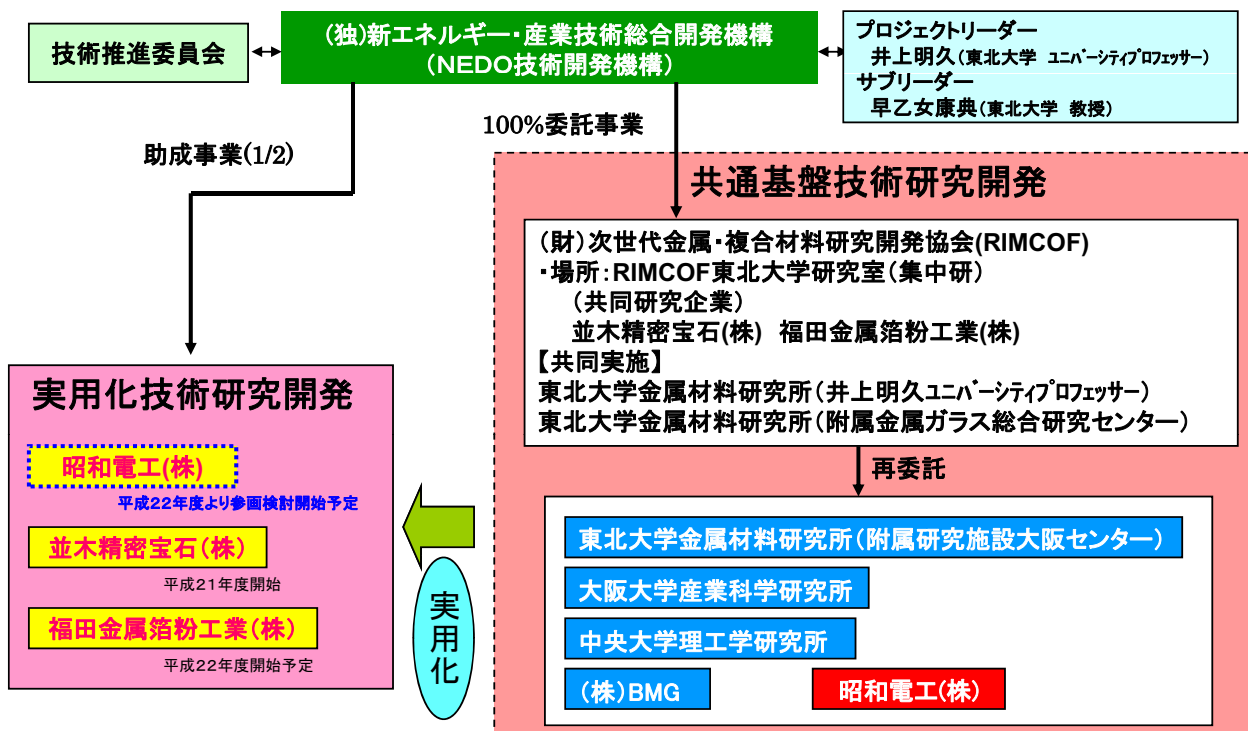 技術推進委員会
(独)新エネルギー・産業技術総合開発機構
(NEDO技術開発機構)
プロジェクトリーダー
井上明久(東北大学 ユニバーシティプロフェッサー)
サブリーダー
早乙女康典(東北大学 教授)
助成事業(1/2)
100%委託事業
共通基盤技術研究開発
(財)次世代金属・複合材料研究開発協会(RIMCOF)
・場所:RIMCOF東北大学研究室(集中研)
(共同研究企業)
並木精密宝石(株) 福田金属箔粉工業(株)
【共同実施】
東北大学金属材料研究所(井上明久ユニバーシティプロフェッサー)
東北大学金属材料研究所(附属金属ガラス総合研究センター)
再委託
東北大学金属材料研究所(附属研究施設大阪センター)
大阪大学産業科学研究所
中央大学理工学研究所
(株)BMG
昭和電工(株)
実用化技術研究開発
昭和電工(株)
平成22年度より参画検討開始予定
並木精密宝石(株)
平成21年度開始
福田金属箔粉工業(株)
平成22年度開始予定
実用化